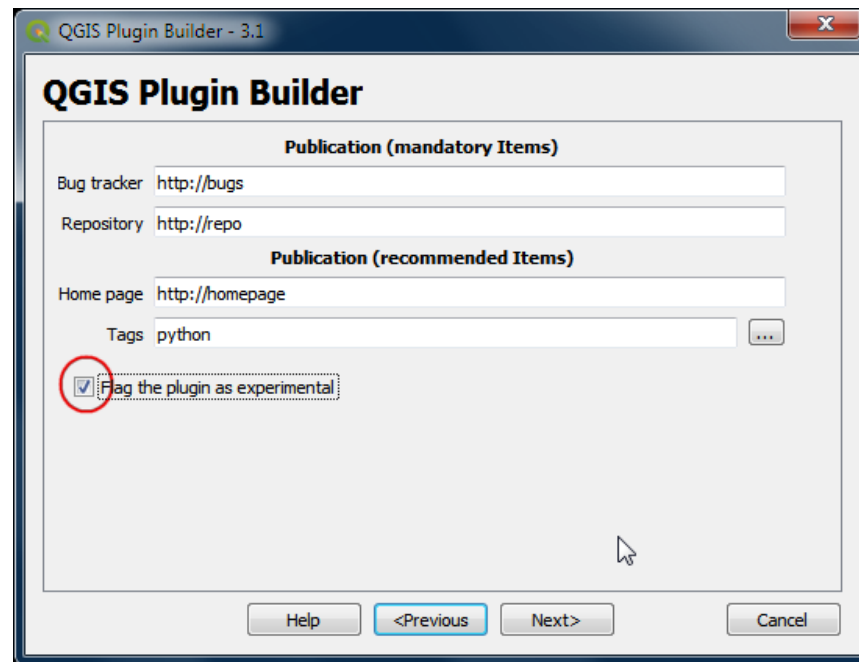 QGIS Plugin Builder - 3.1
QGIS Plugin Builder
Publication (mandatory Items)
Bug tracker http://bugs
Repository http://repo
Publication (recommended Items)
Home page http://homepage
Tags python ...
Flag the plugin as experimental
Help <Previous Next> Cancel